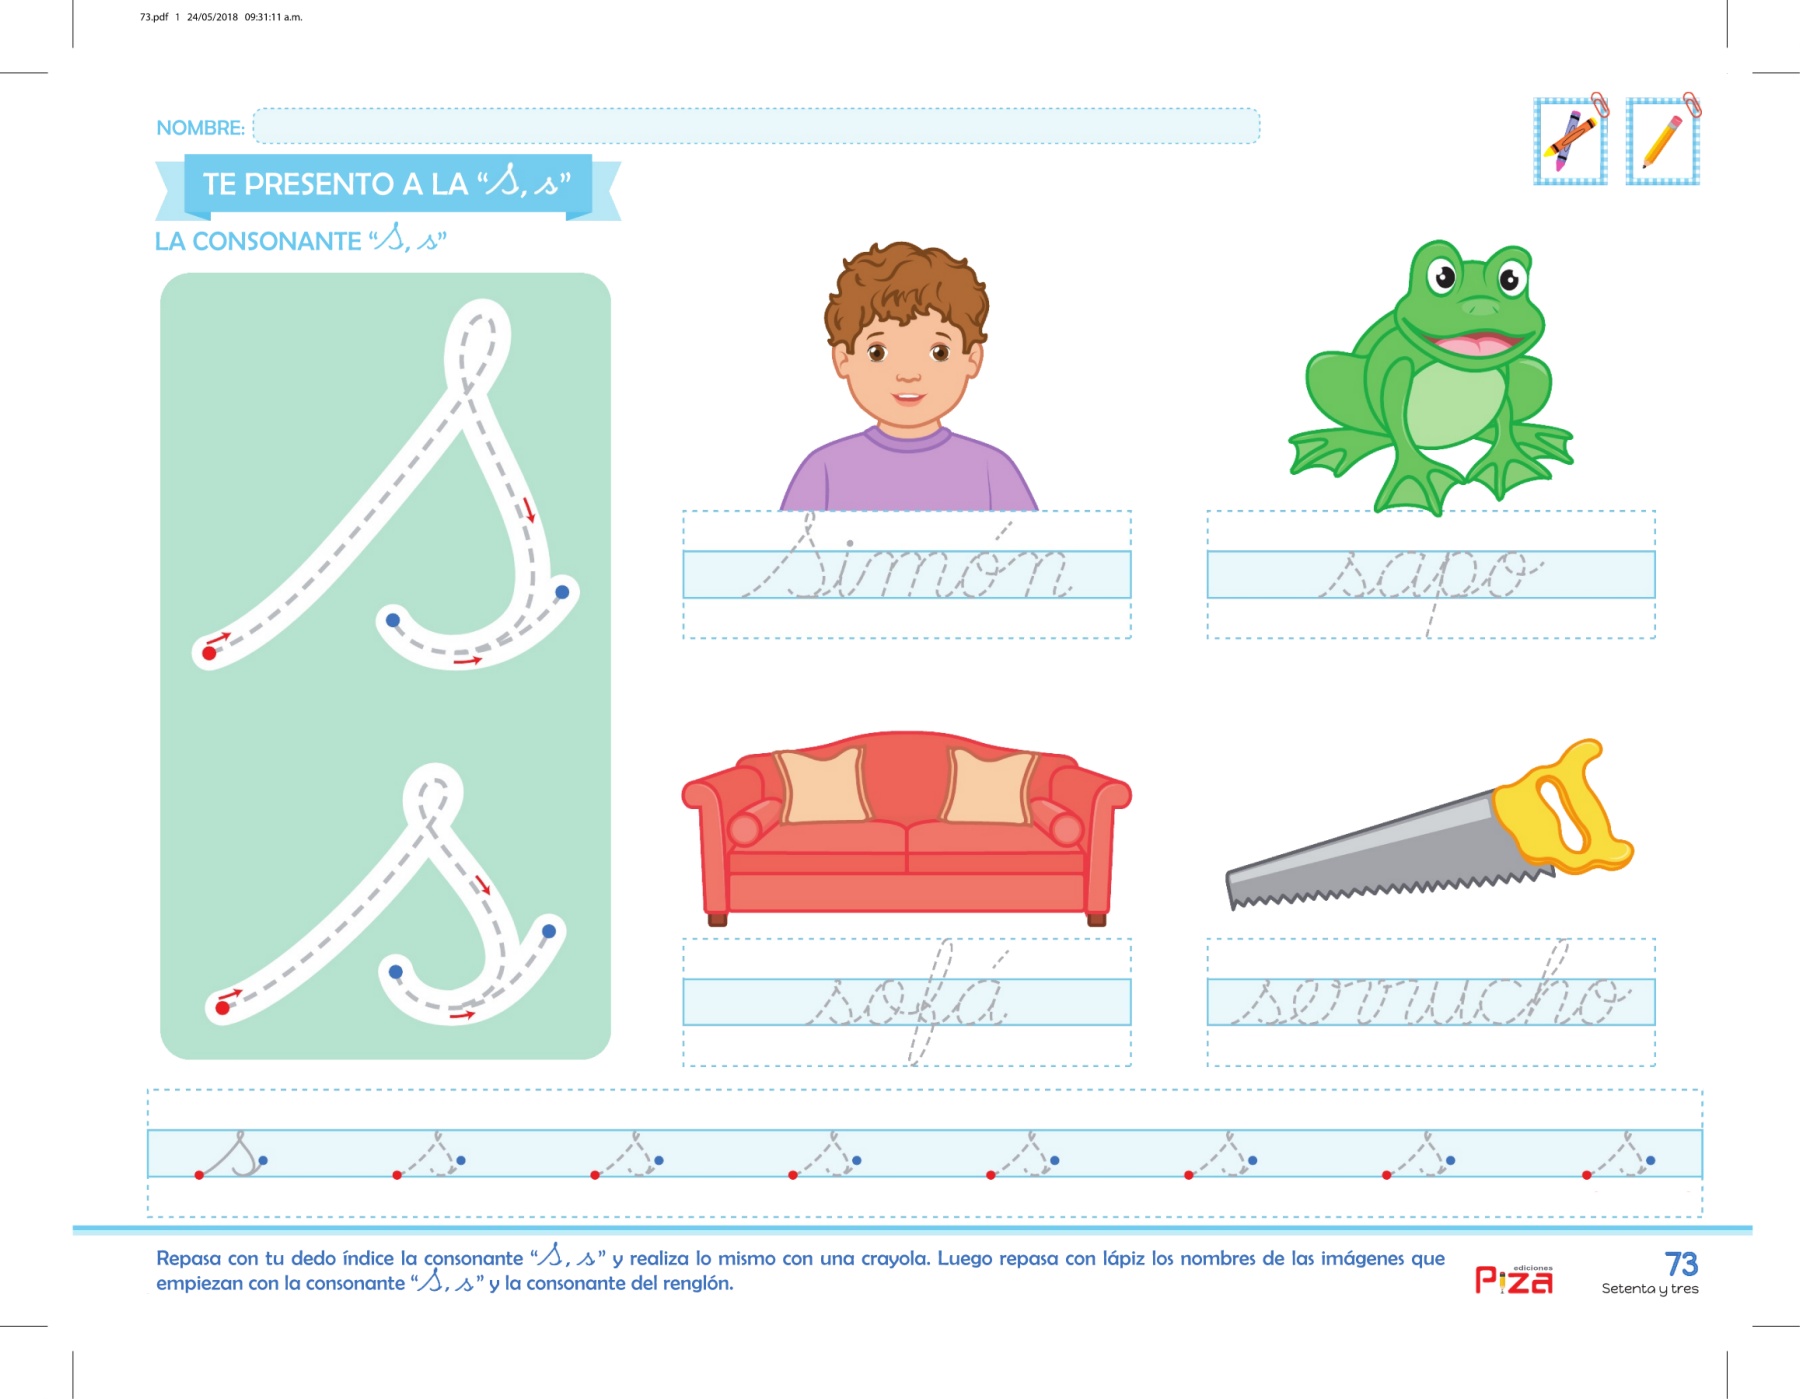 73.pdf 1 24/05/2018 09:31:11 a.m.
NOMBRE:
TE PRESENTO A LA “S, s”
LA CONSONANTE “S, s”
S
s
Simón
sapo
sofá
serrucho
s s s s s s s s
Repasa con tu dedo índice la consonante “S, s” y realiza lo mismo con una crayola. Luego repasa con lápiz los nombres de las imágenes que
empiezan con la consonante “S, s” y la consonante del renglón.
ediciones
Piza
73
Setenta y tres